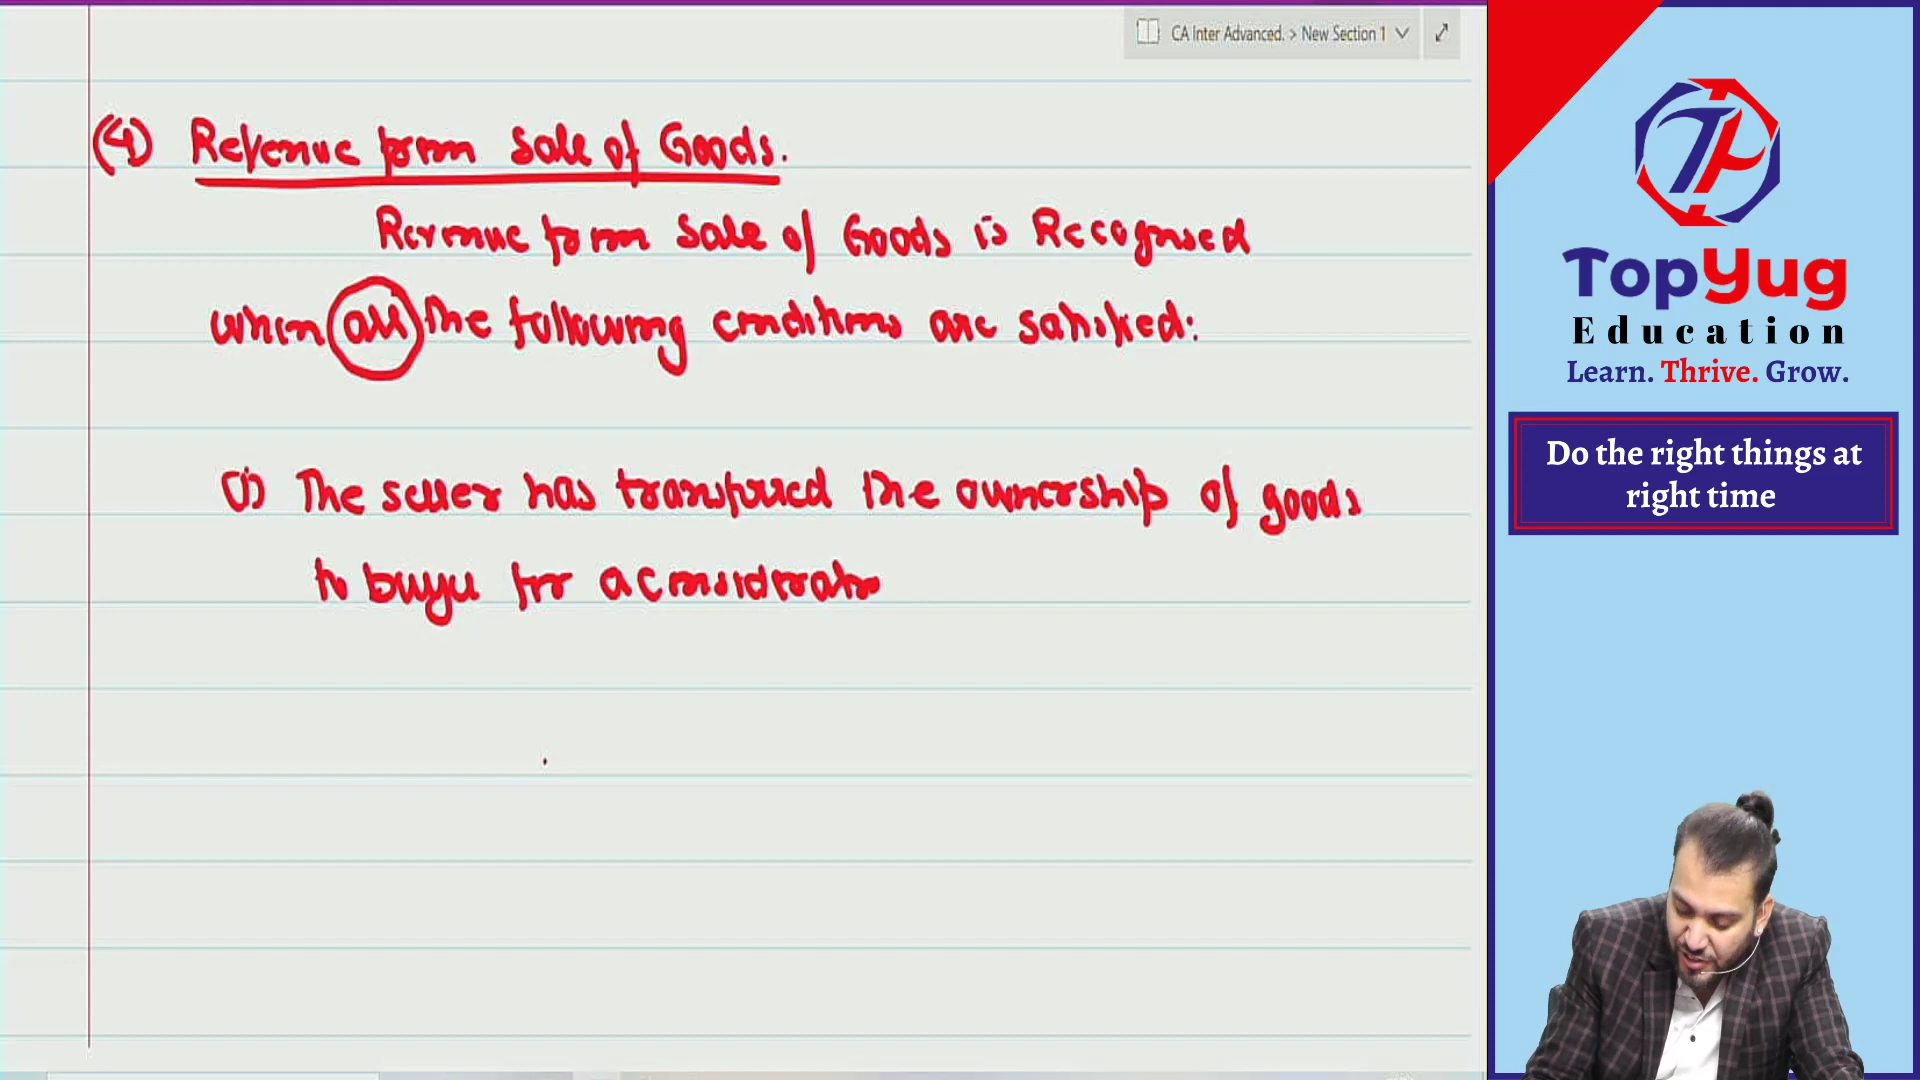 CA Inter Advanced. > New Section 1
(4) Revenue from Sale of Goods.
Revenue from Sale of Goods is Recognised
when all the following conditions are satisfied:
(i) The seller has transferred the ownership of goods
to buyer for a consideration
TopYug
Education
Learn. Thrive. Grow.
Do the right things at
right time